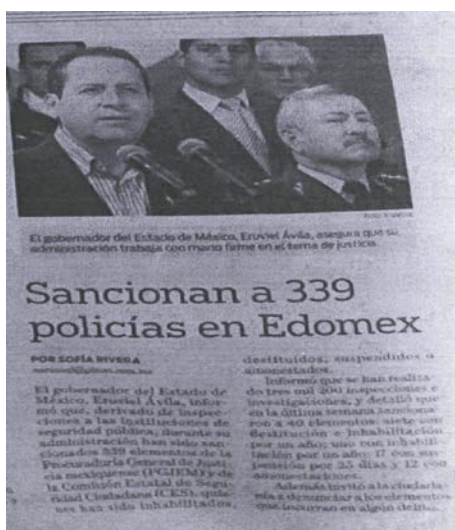 El gobernador del Estado de México, Eruviel Ávila, asegura que su
administración trabaja con mano firme en el tema de justicia.
Sancionan a 339
policías en Edomex
POR SOFÍA RIVERA
El gobernador del Estado de
México, Eruviel Ávila, infor-
mó que, derivado de inspec-
ciones a las instituciones de
seguridad pública, durante su
administración han sido san-
cionados 339 elementos de la
Procuraduría General de Justi-
cia mexiquense (PGJEM) y de
la Comisión Estatal de Segu-
ridad Ciudadana (CES), quie-
nes han sido inhabilitados,
destituidos, suspendidos o
amonestados.
Informó que se han realiza-
do tres mil 200 inspecciones e
investigaciones, y detalló que
en la última semana sanciona-
ron a 40 elementos: siete con
destitución e inhabilitación
por un año; uno con inhabili-
tación por un año; 17 con sus-
pensión por 25 días y 12 con
amonestaciones.
Además invitó a la ciudada-
nía a denunciar a los elementos
que incurran en algún deli